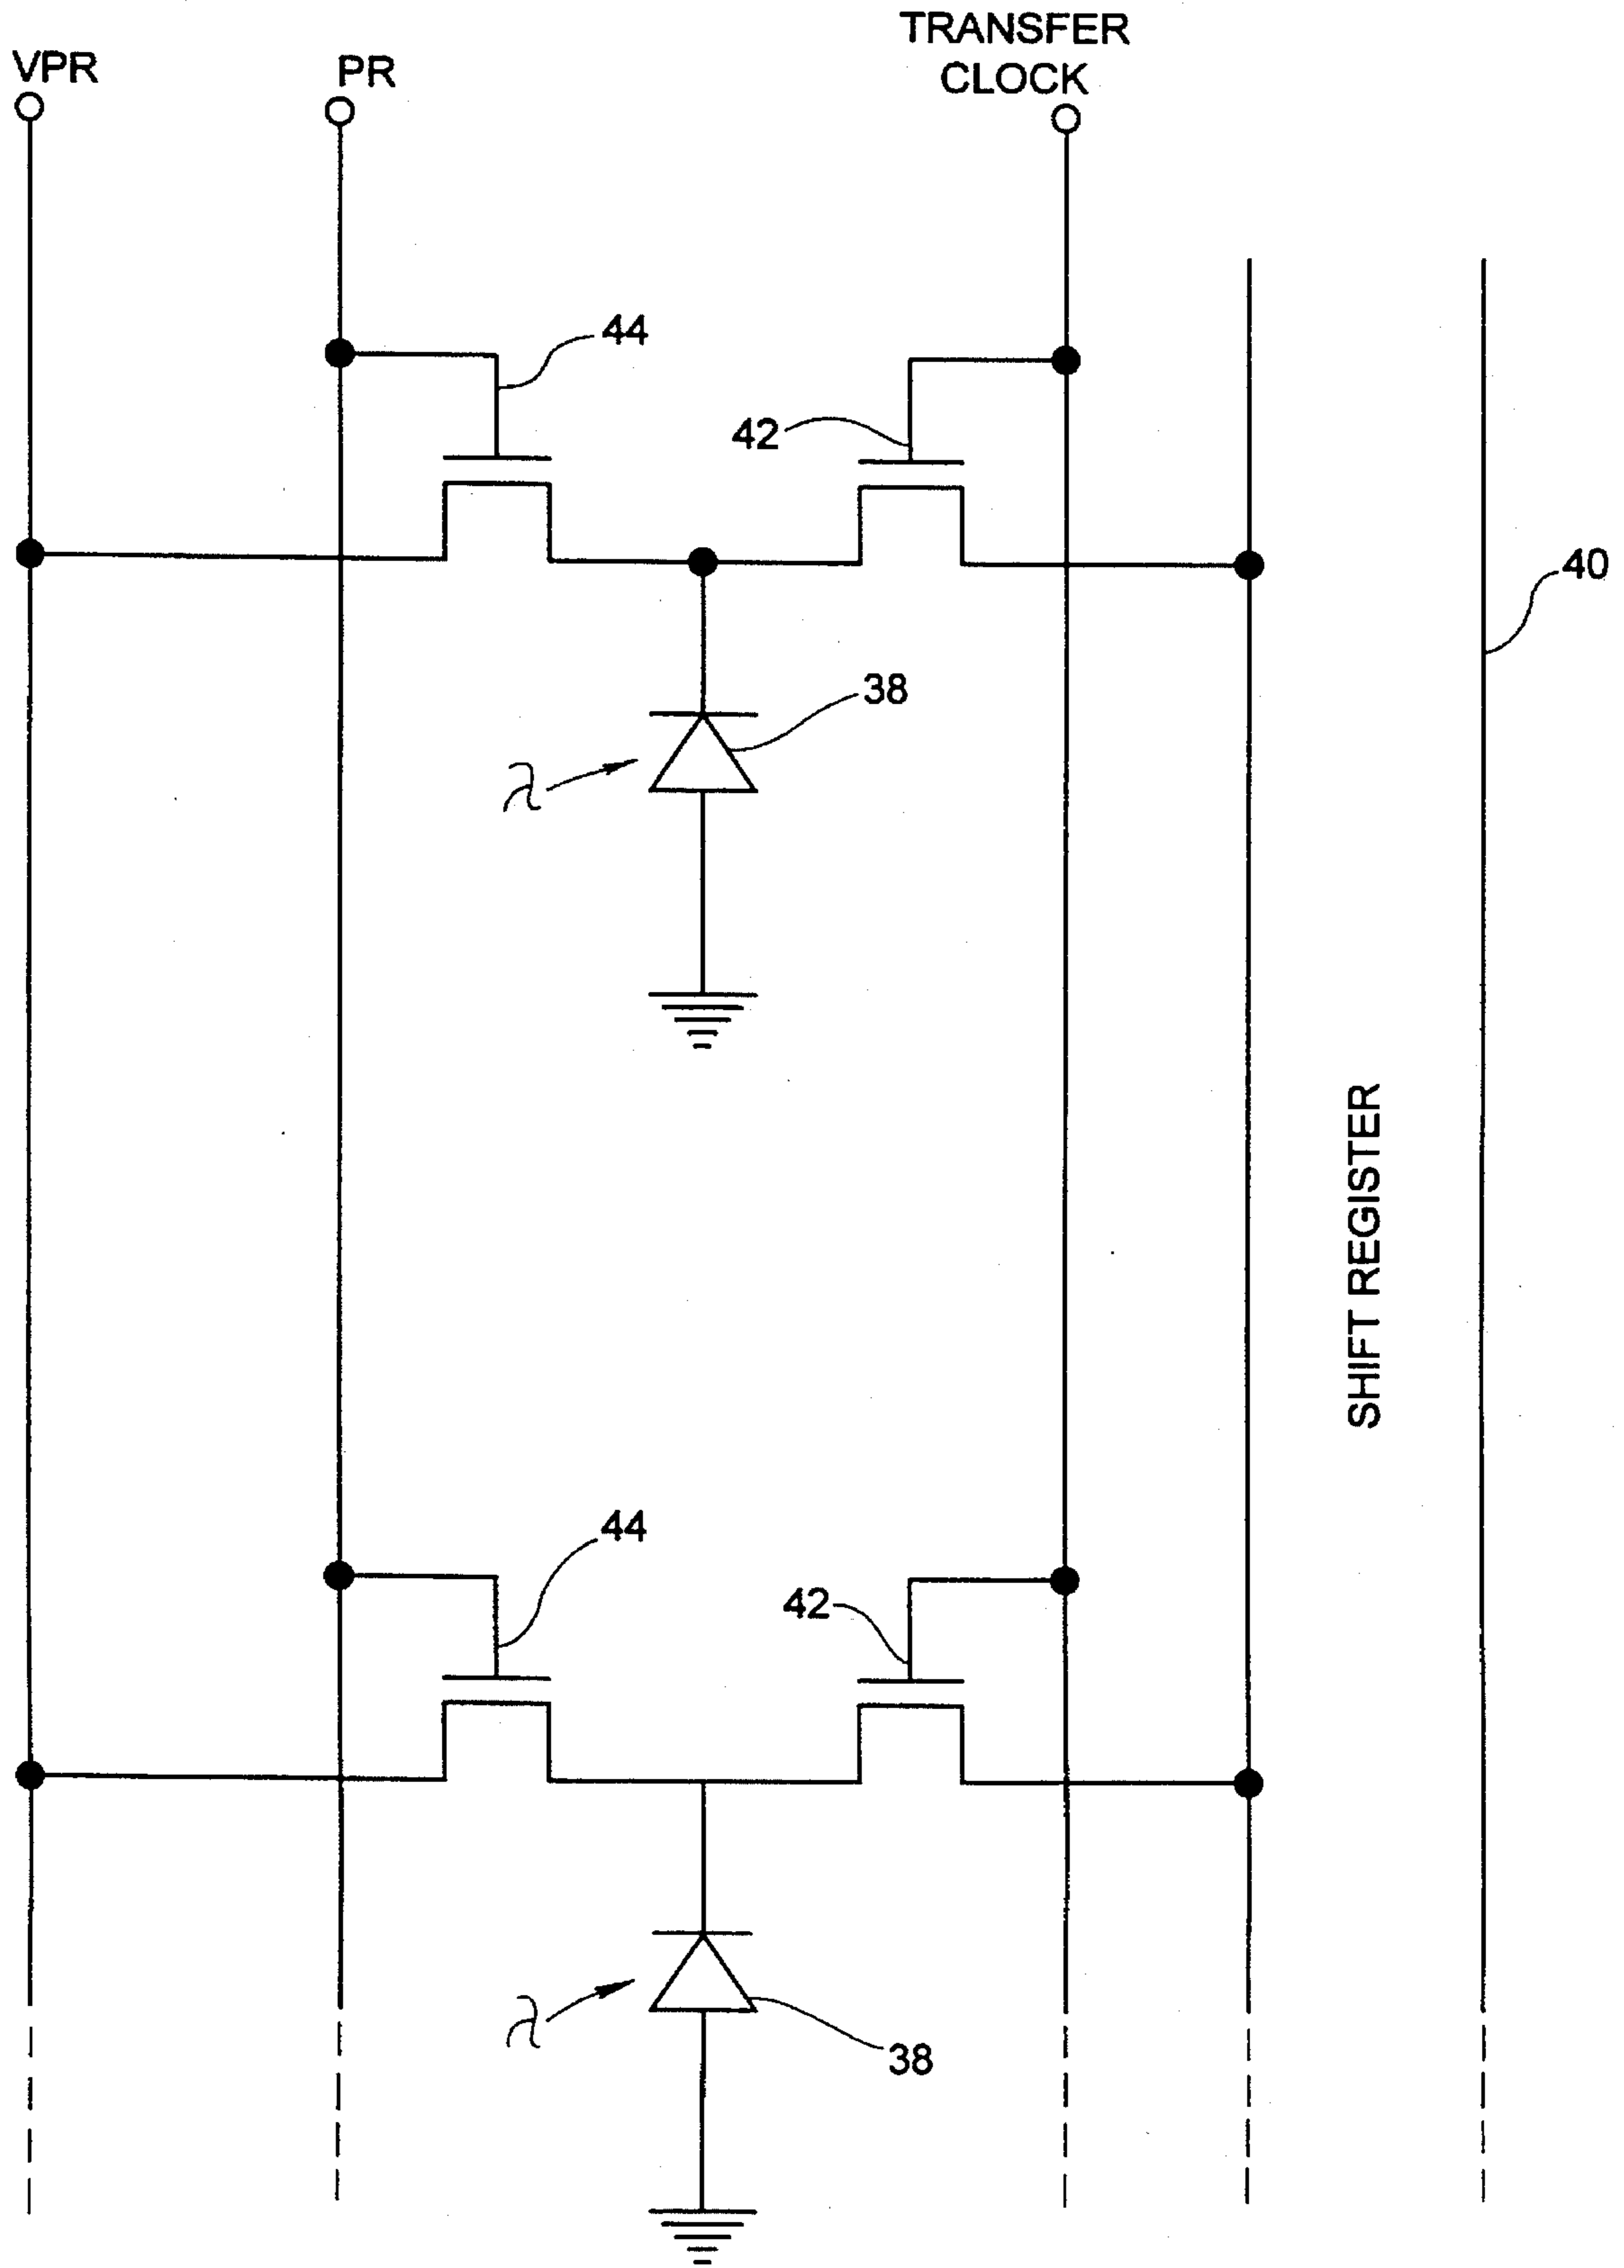 VPR
PR
TRANSFER
CLOCK
44
42
40
38
λ
SHIFT REGISTER
44
42
λ
38